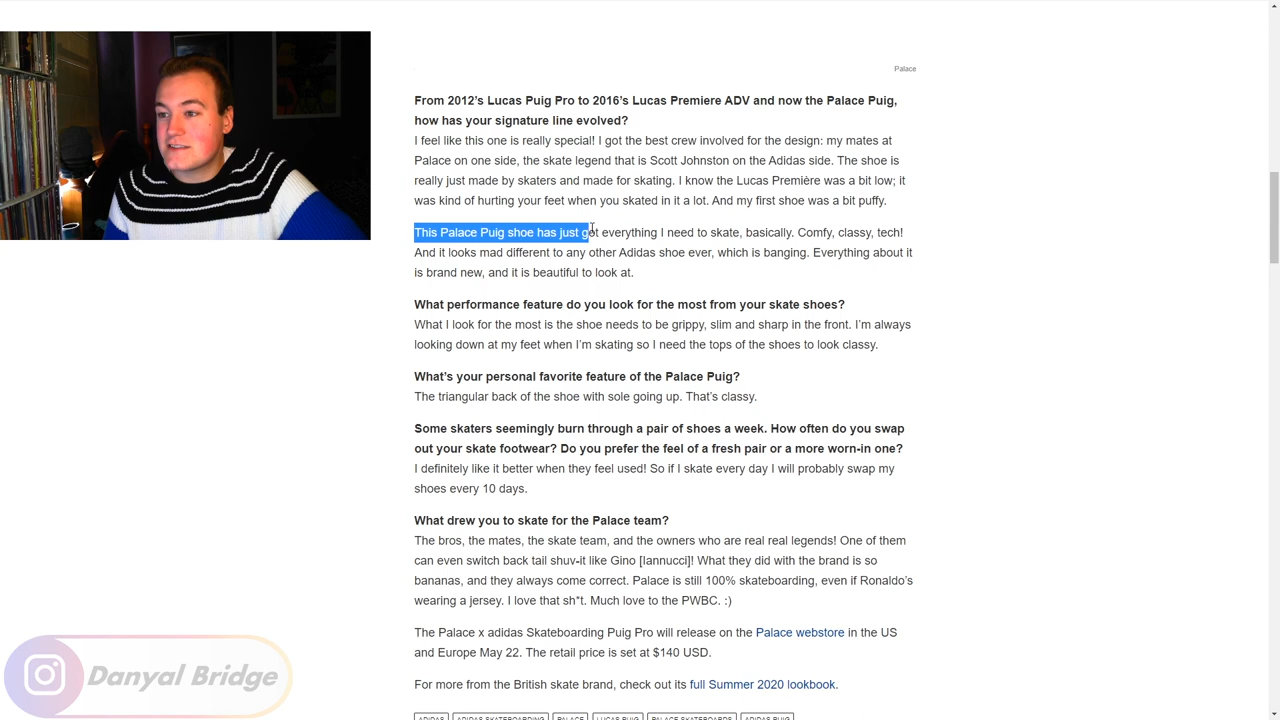 Palace
From 2012’s Lucas Puig Pro to 2016’s Lucas Premiere ADV and now the Palace Puig,
how has your signature line evolved?
I feel like this one is really special! I got the best crew involved for the design: my mates at
Palace on one side, the skate legend that is Scott Johnston on the Adidas side. The shoe is
really just made by skaters and made for skating. I know the Lucas Première was a bit low; it
was kind of hurting your feet when you skated in it a lot. And my first shoe was a bit puffy.
This Palace Puig shoe has just got everything I need to skate, basically. Comfy, classy, tech!
And it looks mad different to any other Adidas shoe ever, which is banging. Everything about it
is brand new, and it is beautiful to look at.
What performance feature do you look for the most from your skate shoes?
What I look for the most is the shoe needs to be grippy, slim and sharp in the front. I’m always
looking down at my feet when I’m skating so I need the tops of the shoes to look classy.
What’s your personal favorite feature of the Palace Puig?
The triangular back of the shoe with sole going up. That’s classy.
Some skaters seemingly burn through a pair of shoes a week. How often do you swap
out your skate footwear? Do you prefer the feel of a fresh pair or a more worn-in one?
I definitely like it better when they feel used! So if I skate every day I will probably swap my
shoes every 10 days.
What drew you to skate for the Palace team?
The bros, the mates, the skate team, and the owners who are real real legends! One of them
can even switch back tail shuv-it like Gino [Iannucci]! What they did with the brand is so
bananas, and they always come correct. Palace is still 100% skateboarding, even if Ronaldo’s
wearing a jersey. I love that sh*t. Much love to the PWBC. :)
The Palace x adidas Skateboarding Puig Pro will release on the Palace webstore in the US
and Europe May 22. The retail price is set at $140 USD.
Danyal Bridge
For more from the British skate brand, check out its full Summer 2020 lookbook.
ADIDAS ADIDAS SKATEBOARDING PALACE LUCAS PUIG PALACE SKATEBOARDS ADIDAS PUIG